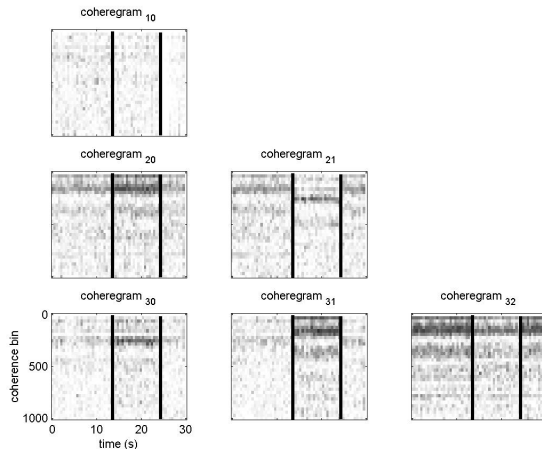 coheregram 10
coheregram 20
coheregram 21
coheregram 30
coheregram 31
coheregram 32
0
500
1000
coherence bin
0 10 20 30
time (s)